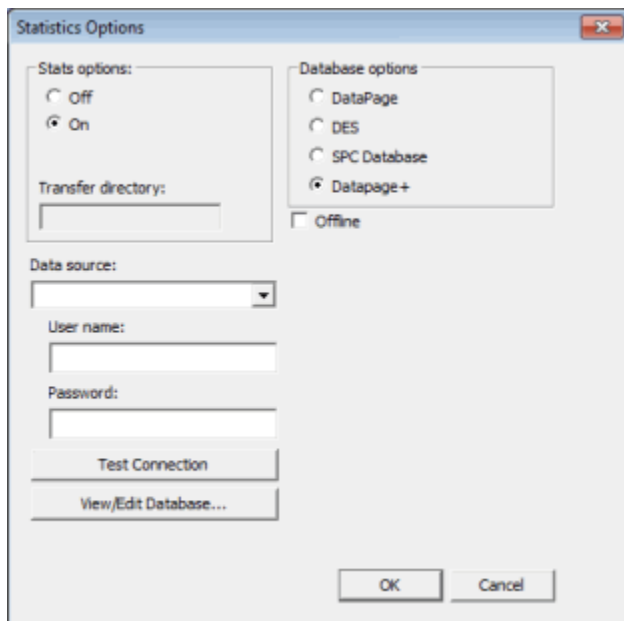 Statistics Options
Stats options:
Off
On
Transfer directory:
Database options
DataPage
DES
SPC Database
Datapage+
Offline
Data source:
User name:
Password:
Test Connection
View/Edit Database...
OK
Cancel